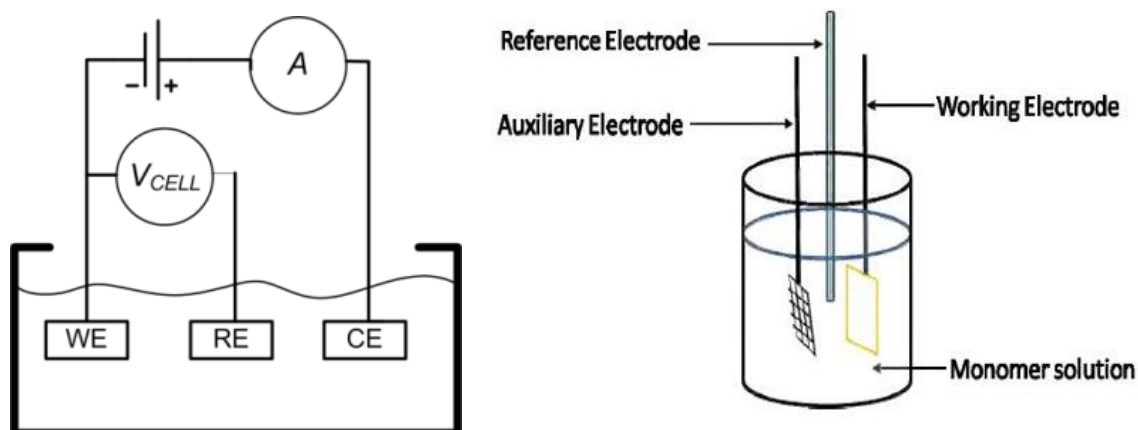 A
- +
V_CELL
WE
RE
CE
Reference Electrode
Auxiliary Electrode
Working Electrode
Monomer solution